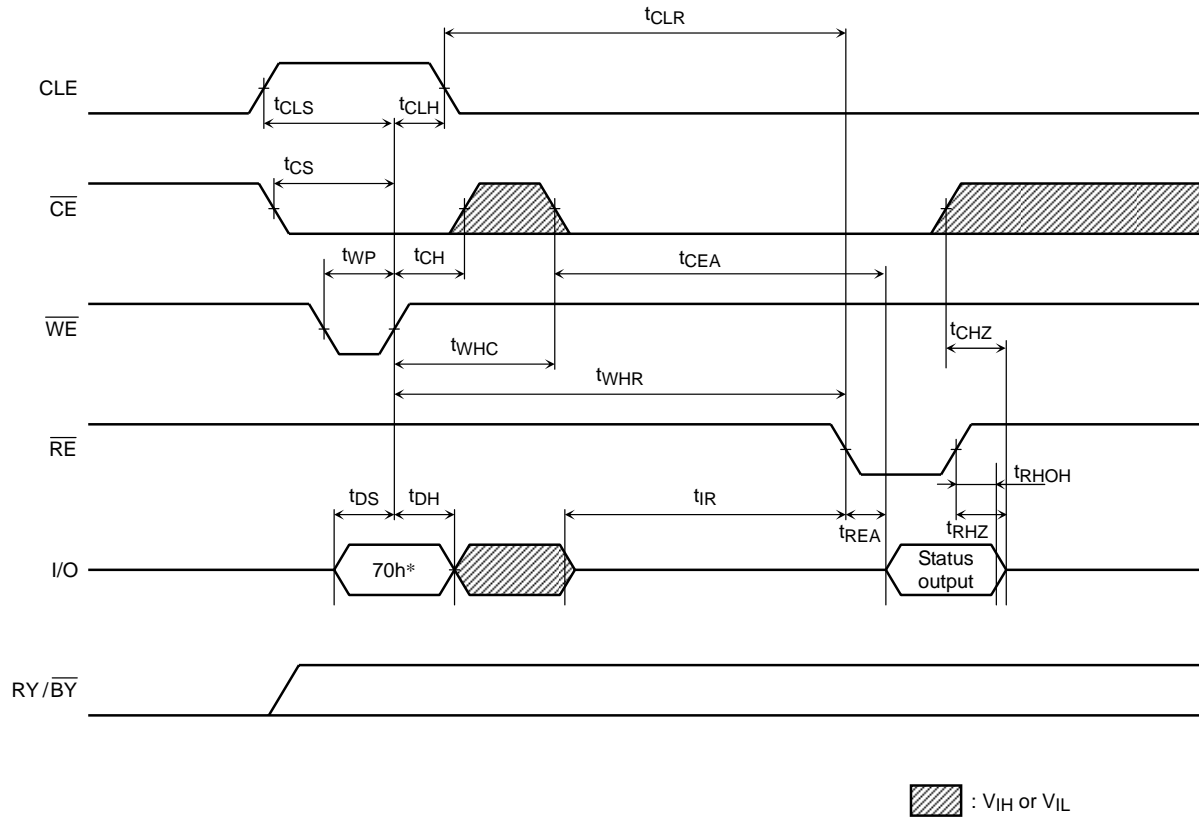 tCLR
CLE
tCLS
tCLH
tCS
CE
tWP
tCH
tCEA
WE
tCHZ
tWHC
tWHR
RE
tRHOH
tDS
tDH
tIR
tREA
tRHZ
I/O
70h*
Status
output
RY/BY
: VIH or VIL